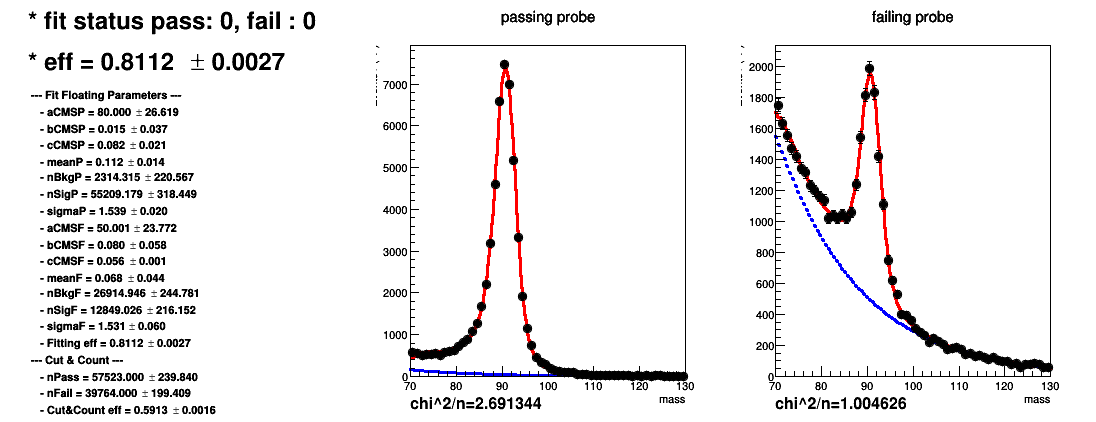 * fit status pass: 0, fail : 0
* eff = 0.8112 ± 0.0027
--- Fit Floating Parameters ---
- aCMSP = 80.000 ± 26.619
- bCMSP = 0.015 ± 0.037
- cCMSP = 0.082 ± 0.021
- meanP = 0.112 ± 0.014
- nBkgP = 2314.315 ± 220.567
- nSigP = 55209.179 ± 318.449
- sigmaP = 1.539 ± 0.020
- aCMSF = 50.001 ± 23.772
- bCMSF = 0.080 ± 0.058
- cCMSF = 0.056 ± 0.001
- meanF = 0.068 ± 0.044
- nBkgF = 26914.946 ± 244.781
- nSigF = 12849.026 ± 216.152
- sigmaF = 1.531 ± 0.060
- Fitting eff = 0.8112 ± 0.0027
--- Cut & Count ---
- nPass = 57523.000 ± 239.840
- nFail = 39764.000 ± 199.409
- Cut&Count eff = 0.5913 ± 0.0016
passing probe
7000
6000
5000
4000
3000
2000
1000
0
70 80 90 100 110 120 130
mass
chi^2/n=2.691344
failing probe
2000
1800
1600
1400
1200
1000
800
600
400
200
0
70 80 90 100 110 120 130
mass
chi^2/n=1.004626